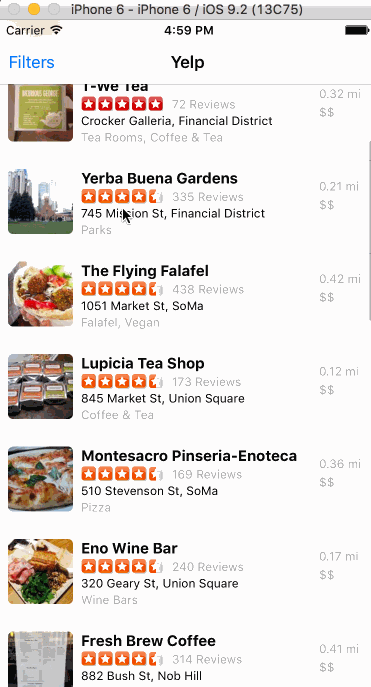 iPhone 6 - iPhone 6 / iOS 9.2 (13C75)
Carrier 4:59 PM
Filters Yelp
T-We Tea 0.32 mi
72 Reviews $$
Crocker Galleria, Financial District
Tea Rooms, Coffee & Tea
Yerba Buena Gardens 0.21 mi
335 Reviews $$
745 Mission St, Financial District
Parks
The Flying Falafel 0.42 mi
438 Reviews $$
1051 Market St, SoMa
Falafel, Vegan
Lupicia Tea Shop 0.12 mi
173 Reviews $$
845 Market St, Union Square
Coffee & Tea
Montesacro Pinseria-Enoteca 0.36 mi
169 Reviews $$
510 Stevenson St, SoMa
Pizza
Eno Wine Bar 0.17 mi
240 Reviews $$
320 Geary St, Union Square
Wine Bars
Fresh Brew Coffee 0.41 mi
314 Reviews $$
882 Bush St, Nob Hill